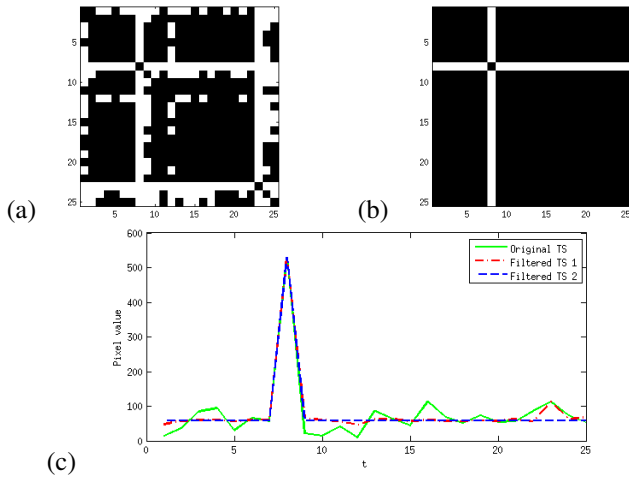 5
10
15
20
25
5 10 15 20 25
(a)
5
10
15
20
25
5 10 15 20 25
(b)
600
500
400
300
200
100
0
Pixel value
0 5 10 15 20 25
t
Original TS
Filtered TS 1
Filtered TS 2
(c)